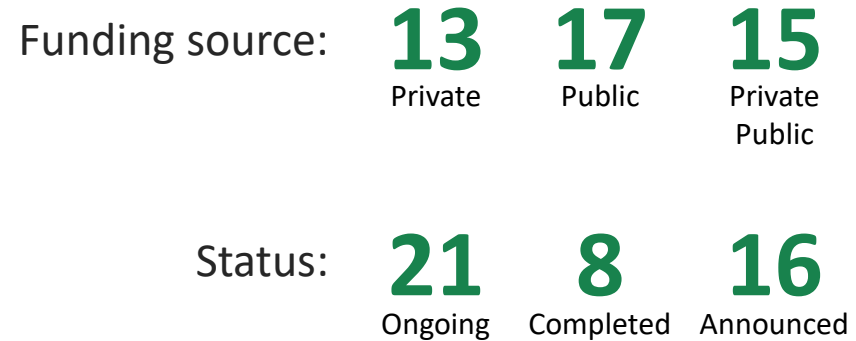 Funding source: 13 17 15
Private Public Private
Public
Status: 21 8 16
Ongoing Completed Announced